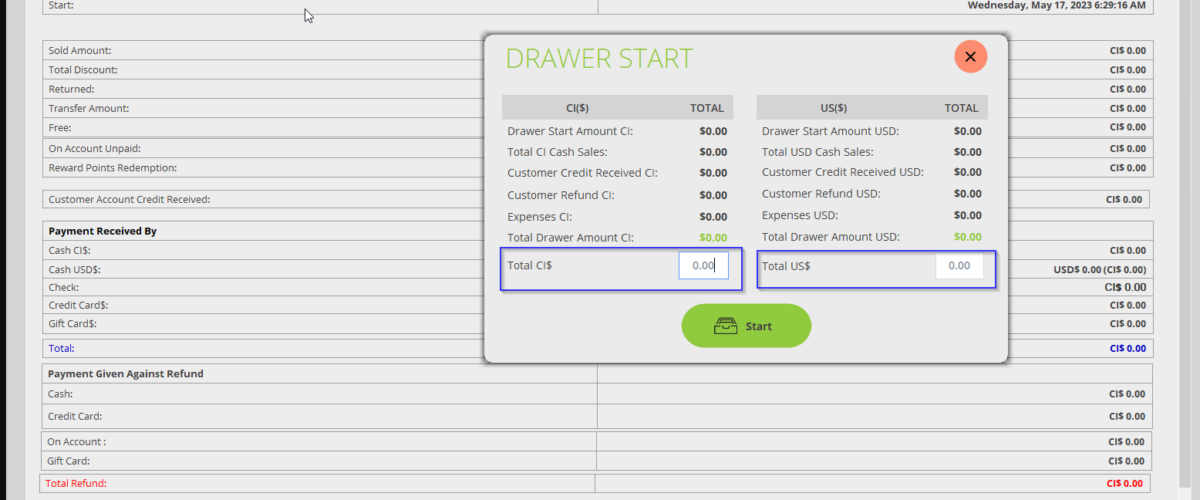 Start: Wednesday, May 17, 2023 6:29:16 AM
Sold Amount: CI$ 0.00
Total Discount: CI$ 0.00
Returned: CI$ 0.00
Transfer Amount: CI$ 0.00
Free: CI$ 0.00
On Account Unpaid: CI$ 0.00
Reward Points Redemption: CI$ 0.00
Customer Account Credit Received: CI$ 0.00
Payment Received By
Cash CI$: CI$ 0.00
Cash USD$: USD$ 0.00 (CI$ 0.00)
Check: CI$ 0.00
Credit Card$: CI$ 0.00
Gift Card$: CI$ 0.00
Total: CI$ 0.00
Payment Given Against Refund
Cash: CI$ 0.00
Credit Card: CI$ 0.00
On Account : CI$ 0.00
Gift Card: CI$ 0.00
Total Refund: CI$ 0.00
DRAWER START
CI($) TOTAL
Drawer Start Amount CI: $0.00
Total CI Cash Sales: $0.00
Customer Credit Received CI: $0.00
Customer Refund CI: $0.00
Expenses CI: $0.00
Total Drawer Amount CI: $0.00
Total CI$ 0.00
US($) TOTAL
Drawer Start Amount USD: $0.00
Total USD Cash Sales: $0.00
Customer Credit Received USD: $0.00
Customer Refund USD: $0.00
Expenses USD: $0.00
Total Drawer Amount USD: $0.00
Total US$ 0.00
Start